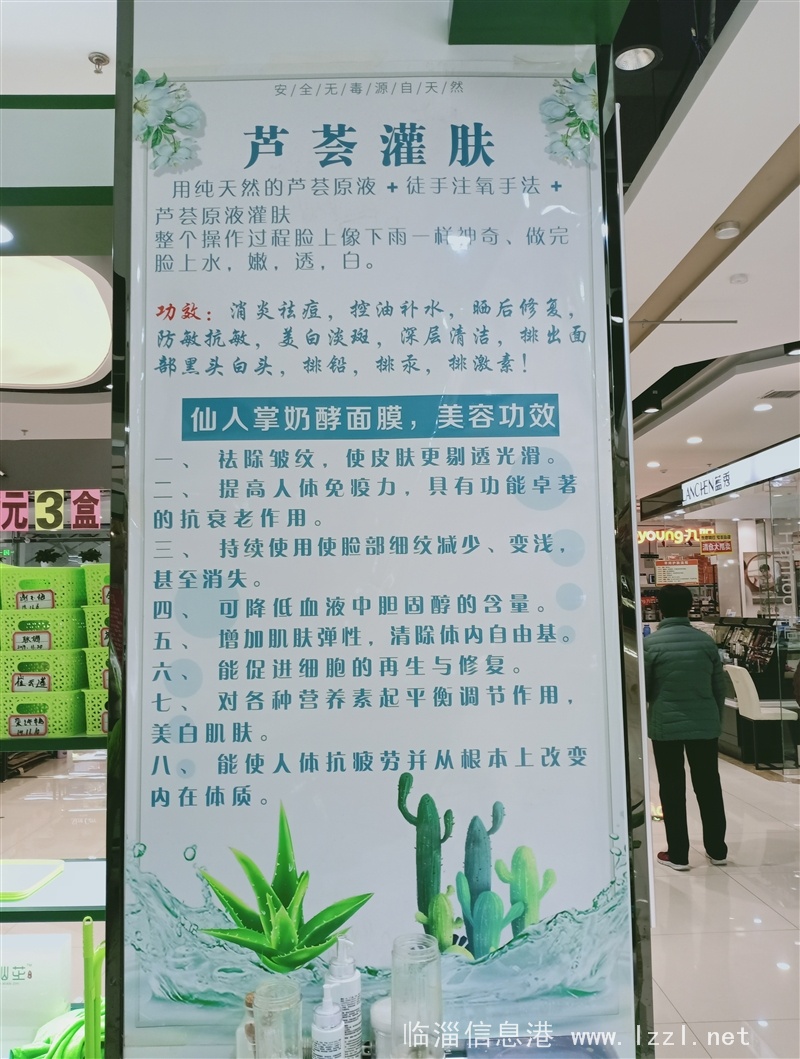 安/全/无/毒/源/自/天/然
芦荟灌肤
用纯天然的芦荟原液 + 徒手注氧手法 +
芦荟原液灌肤
整个操作过程脸上像下雨一样神奇、做完
脸上水，嫩，透，白。
功效：消炎祛痘，控油补水，晒后修复，
防敏抗敏，美白淡斑，深层清洁，排出面
部黑头白头，排铅，排汞，排激素！
仙人掌奶酵面膜，美容功效
一、 祛除皱纹，使皮肤更剔透光滑。
二、 提高人体免疫力，具有功能卓著
的抗衰老作用。
三、 持续使用使脸部细纹减少、变浅，
甚至消失。
四、 可降低血液中胆固醇的含量。
五、 增加肌肤弹性，清除体内自由基。
六、 能促进细胞的再生与修复。
七、 对各种营养素起平衡调节作用，
美白肌肤。
八、 能使人体抗疲劳并从根本上改变
内在体质。
元3盒
ANCHEN
young
临淄信息港 www.lzzl.net